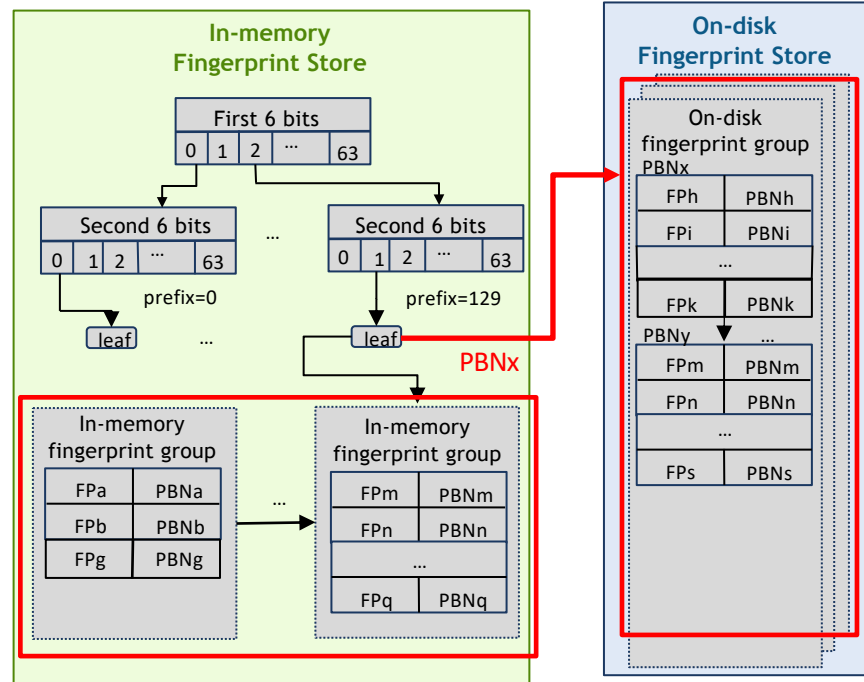 In-memory
Fingerprint Store
First 6 bits
0 1 2 … 63
Second 6 bits
0 1 2 … 63
prefix=0
leaf
…
...
Second 6 bits
0 1 2 … 63
prefix=129
leaf
PBNx
In-memory
fingerprint group
FPa PBNa
FPb PBNb
FPg PBNg
...
In-memory
fingerprint group
FPm PBNm
FPn PBNn
...
FPq PBNq
On-disk
Fingerprint Store
On-disk
fingerprint group
PBNx
FPh PBNh
FPi PBNi
...
FPk PBNk
PBNy ...
FPm PBNm
FPn PBNn
...
FPs PBNs